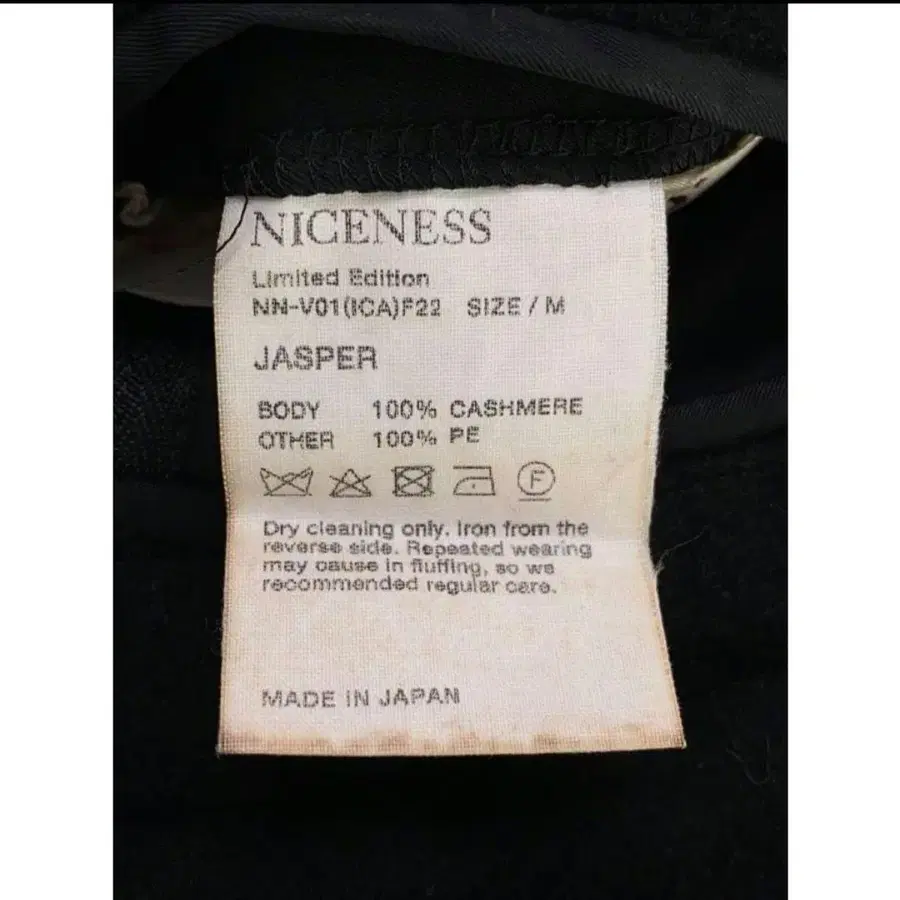 NICENESS
Limited Edition
NN-V01(ICA)F22 SIZE / M
JASPER
BODY 100% CASHMERE
OTHER 100% PE
F
Dry cleaning only. Iron from the
reverse side. Repeated wearing
may cause in fluffing, so we
recommended regular care.
MADE IN JAPAN